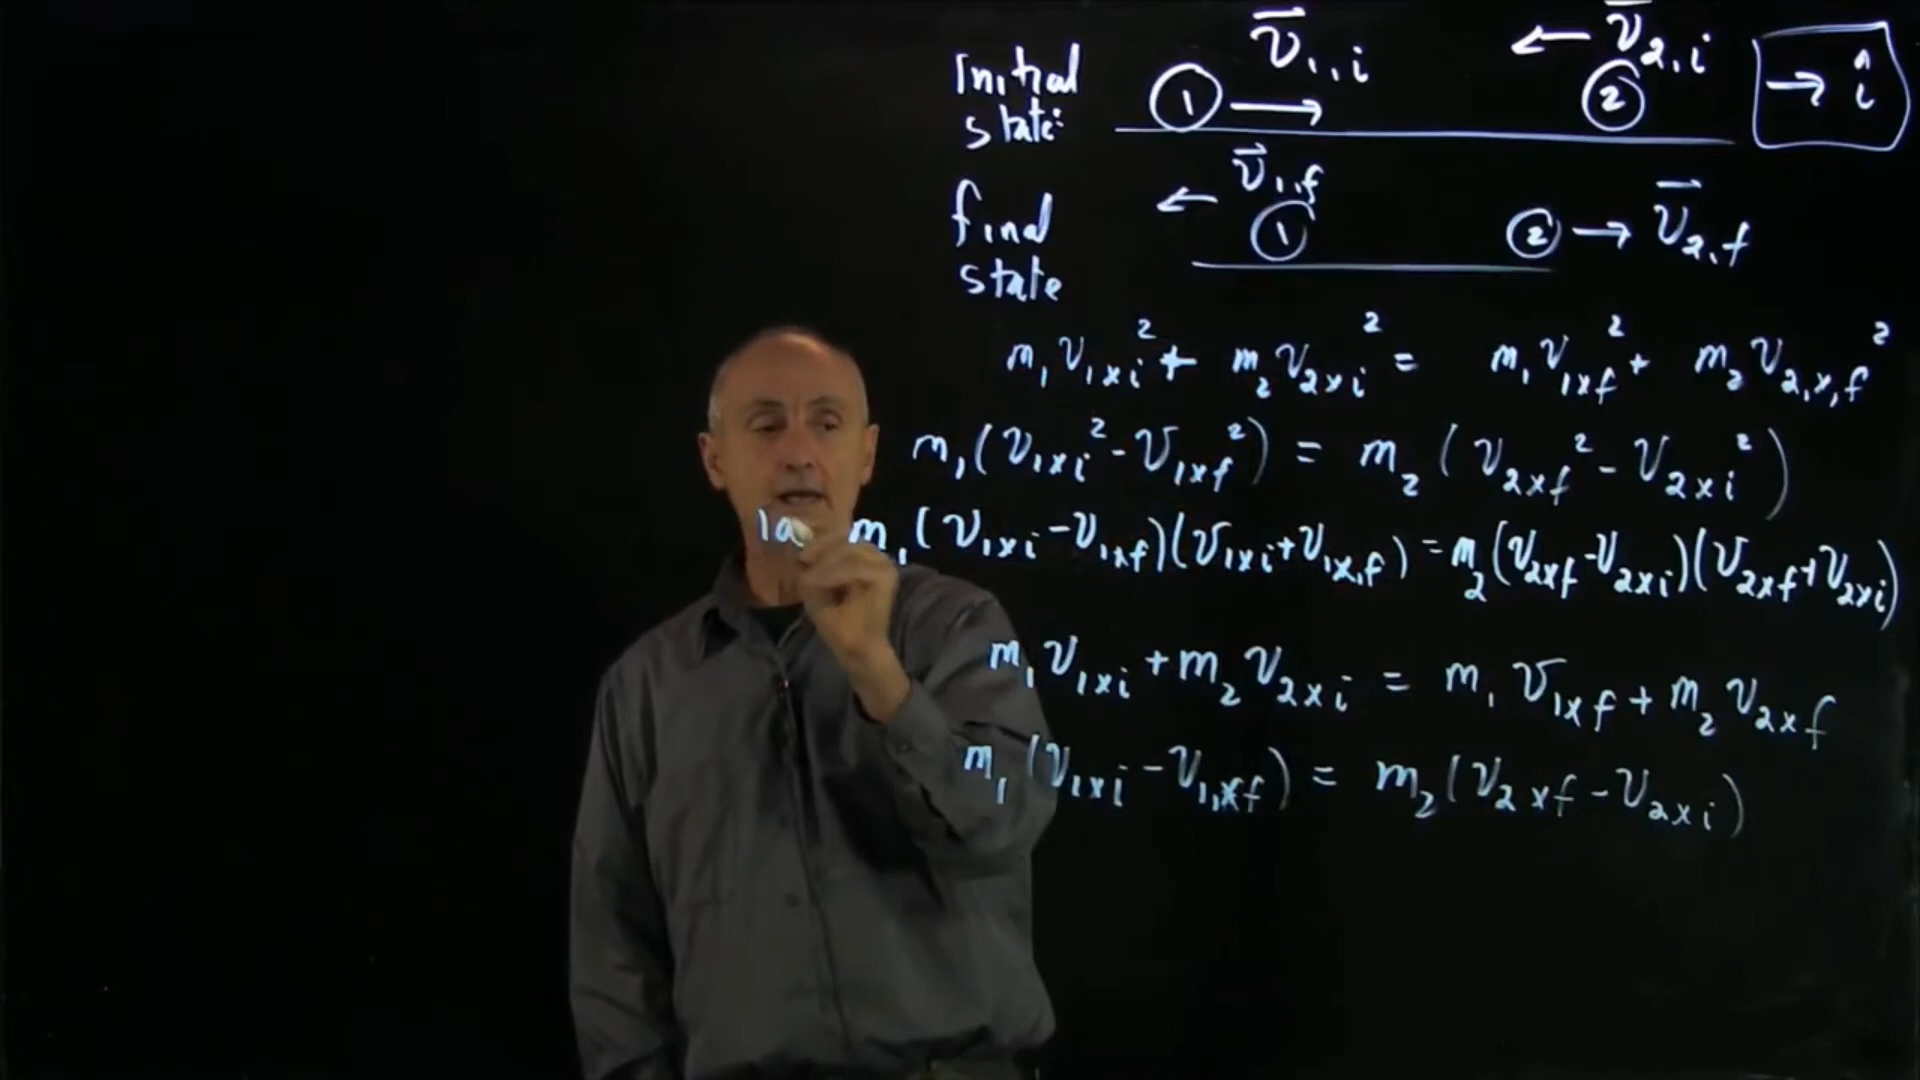 Initial v⃗1,i ← v⃗2,i
state: ① → ② → î
final ← v⃗1,f
state ① ② → v⃗2,f
m₁v1xi² + m₂v2xi² = m₁v1xf² + m₂v2,x,f²
m₁(v1xi² - v1xf²) = m₂(v2xf² - v2xi²)
1a m₁(v1xi - v1xf)(v1xi + v1x,f) = m₂(v2xf - v2xi)(v2xf + v2xi)
m₁v1xi + m₂v2xi = m₁v1xf + m₂v2xf
m₁(v1xi - v1,xf) = m₂(v2xf - v2xi)